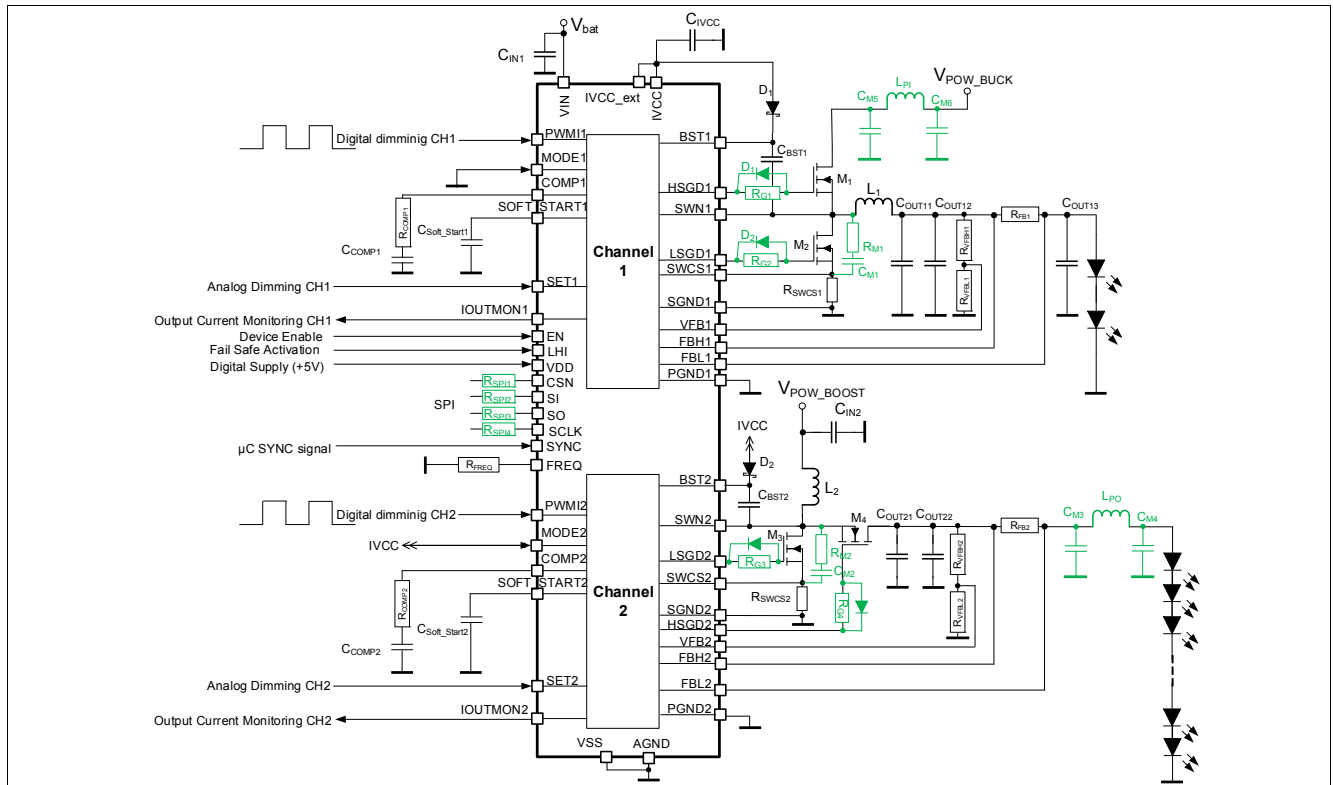 Vbat
CIN1
CIVCC
VIN
IVCC_ext
IVCC
D1
CM5
LPI
CM6
VPOW_BUCK
Digital dimminig CH1
PWMI1
BST1
CBST1
MODE1
COMP1
D1
RG1
HSGD1
M1
L1
SOFT_START1
SWN1
COUT11
COUT12
RFB1
COUT13
RCOMP1
CSoft_Start1
CCOMP1
Channel
1
D2
RG2
LSGD1
M2
RM1
CM1
RVFBH1
RVFBL1
SWCS1
RSWCS1
Analog Dimming CH1
SET1
SGND1
Output Current Monitoring CH1
IOUTMON1
VFB1
Device Enable
EN
FBH1
Fail Safe Activation
LHI
FBL1
Digital Supply (+5V)
VDD
PGND1
RSPI1
CSN
SPI
RSPI2
SI
RSPI3
SO
RSPI4
SCLK
VPOW_BOOST
CIN2
IVCC
µC SYNC signal
SYNC
D2
RFREQ
FREQ
L2
BST2
CBST2
LPO
CM3
CM4
Digital dimming CH2
PWMI2
SWN2
M4
COUT21
COUT22
RFB2
IVCC
MODE2
M3
COMP2
LSGD2
RG3
RM2
CM2
RVFBH2
RVFBL2
SOFT_START2
SWCS2
RSWCS2
RCOMP2
CSoft_Start2
CCOMP2
Channel
2
SGND2
HSGD2
RG4
VFB2
FBH2
Analog Dimming CH2
SET2
FBL2
Output Current Monitoring CH2
IOUTMON2
PGND2
VSS
AGND